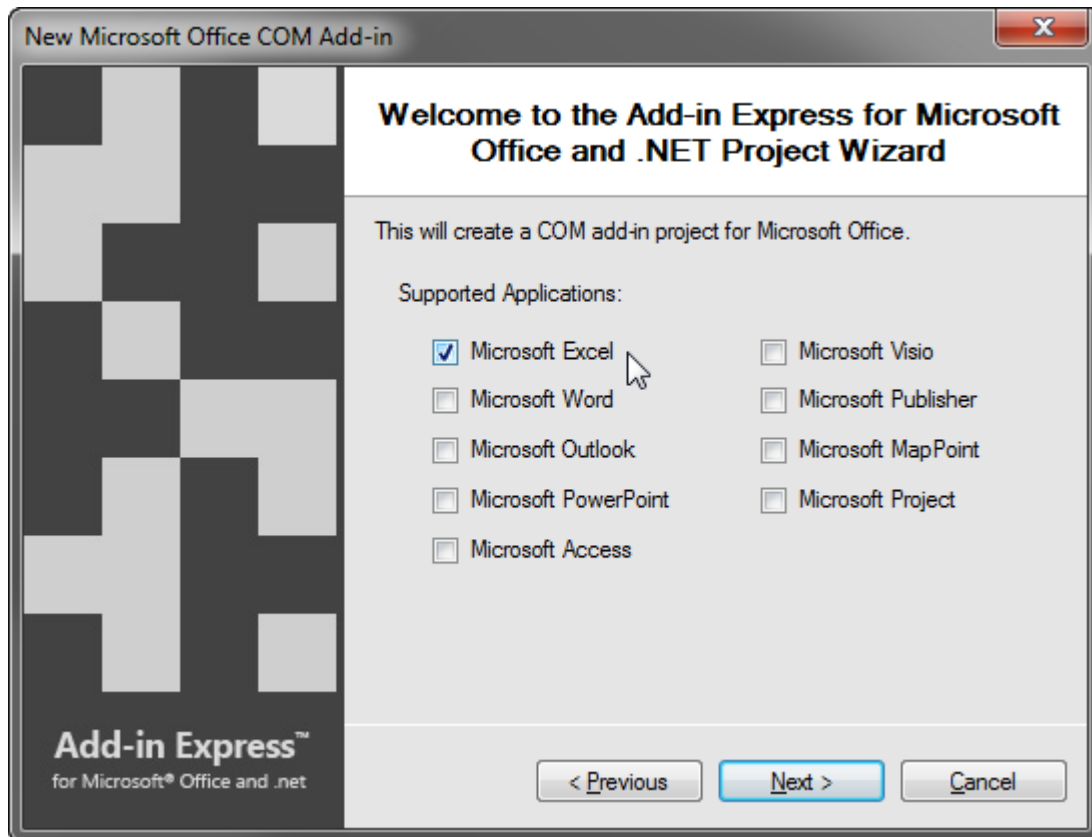 New Microsoft Office COM Add-in
X
Welcome to the Add-in Express for Microsoft
Office and .NET Project Wizard
This will create a COM add-in project for Microsoft Office.
Supported Applications:
Microsoft Excel
Microsoft Visio
Microsoft Word
Microsoft Publisher
Microsoft Outlook
Microsoft MapPoint
Microsoft PowerPoint
Microsoft Project
Microsoft Access
Add-in Express™
for Microsoft® Office and .net
< Previous
Next >
Cancel